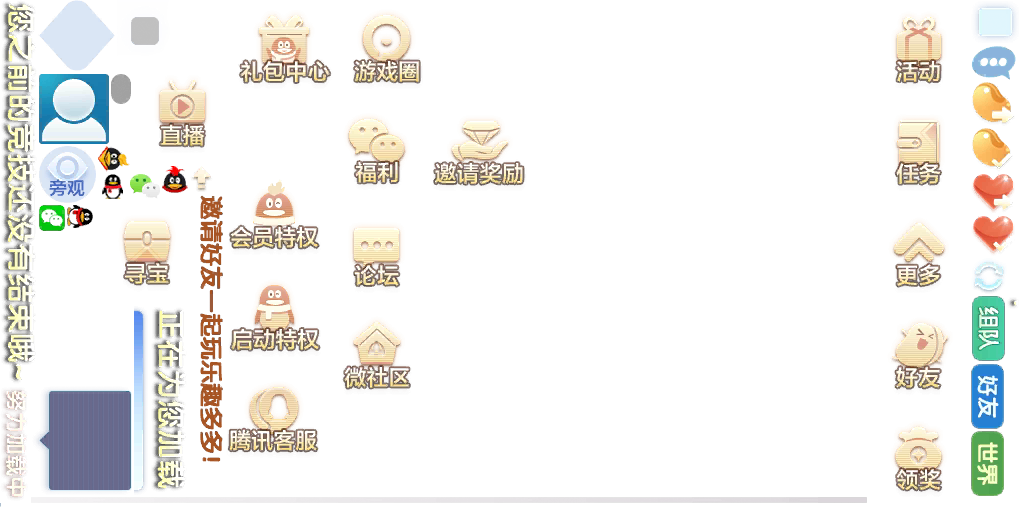 您之前的竞技还没有结束哦~
努力加载中
旁观
直播
寻宝
正在为您加载
邀请好友一起玩乐趣多多!
礼包中心
游戏圈
福利
邀请奖励
会员特权
论坛
启动特权
微社区
腾讯客服
活动
任务
更多
好友
领奖
组队
好友
世界